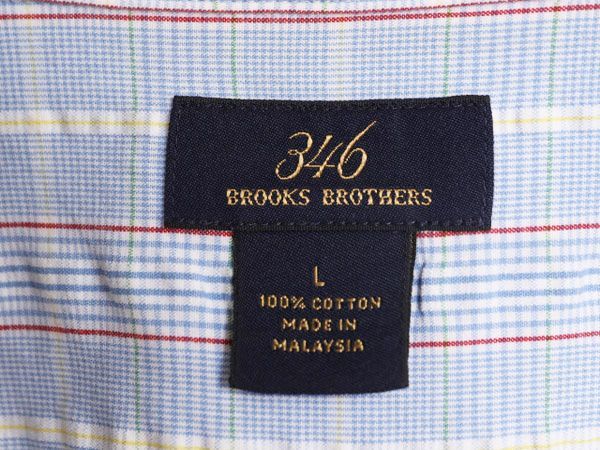 346
BROOKS BROTHERS
L
100% COTTON
MADE IN
MALAYSIA